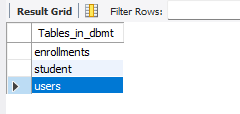 Result Grid Filter Rows:
Tables_in_dbmt
enrollments
student
users